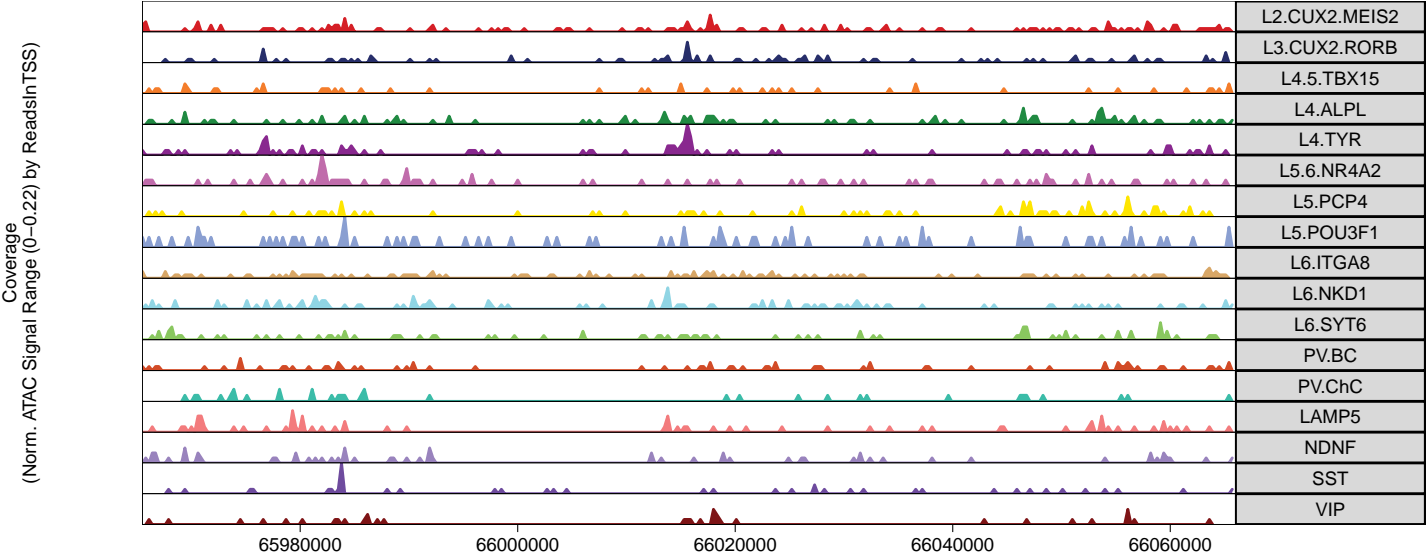 Coverage
(Norm. ATAC Signal Range (0−0.22) by ReadsInTSS)
L2.CUX2.MEIS2
L3.CUX2.RORB
L4.5.TBX15
L4.ALPL
L4.TYR
L5.6.NR4A2
L5.PCP4
L5.POU3F1
L6.ITGA8
L6.NKD1
L6.SYT6
PV.BC
PV.ChC
LAMP5
NDNF
SST
VIP
65980000 66000000 66020000 66040000 66060000